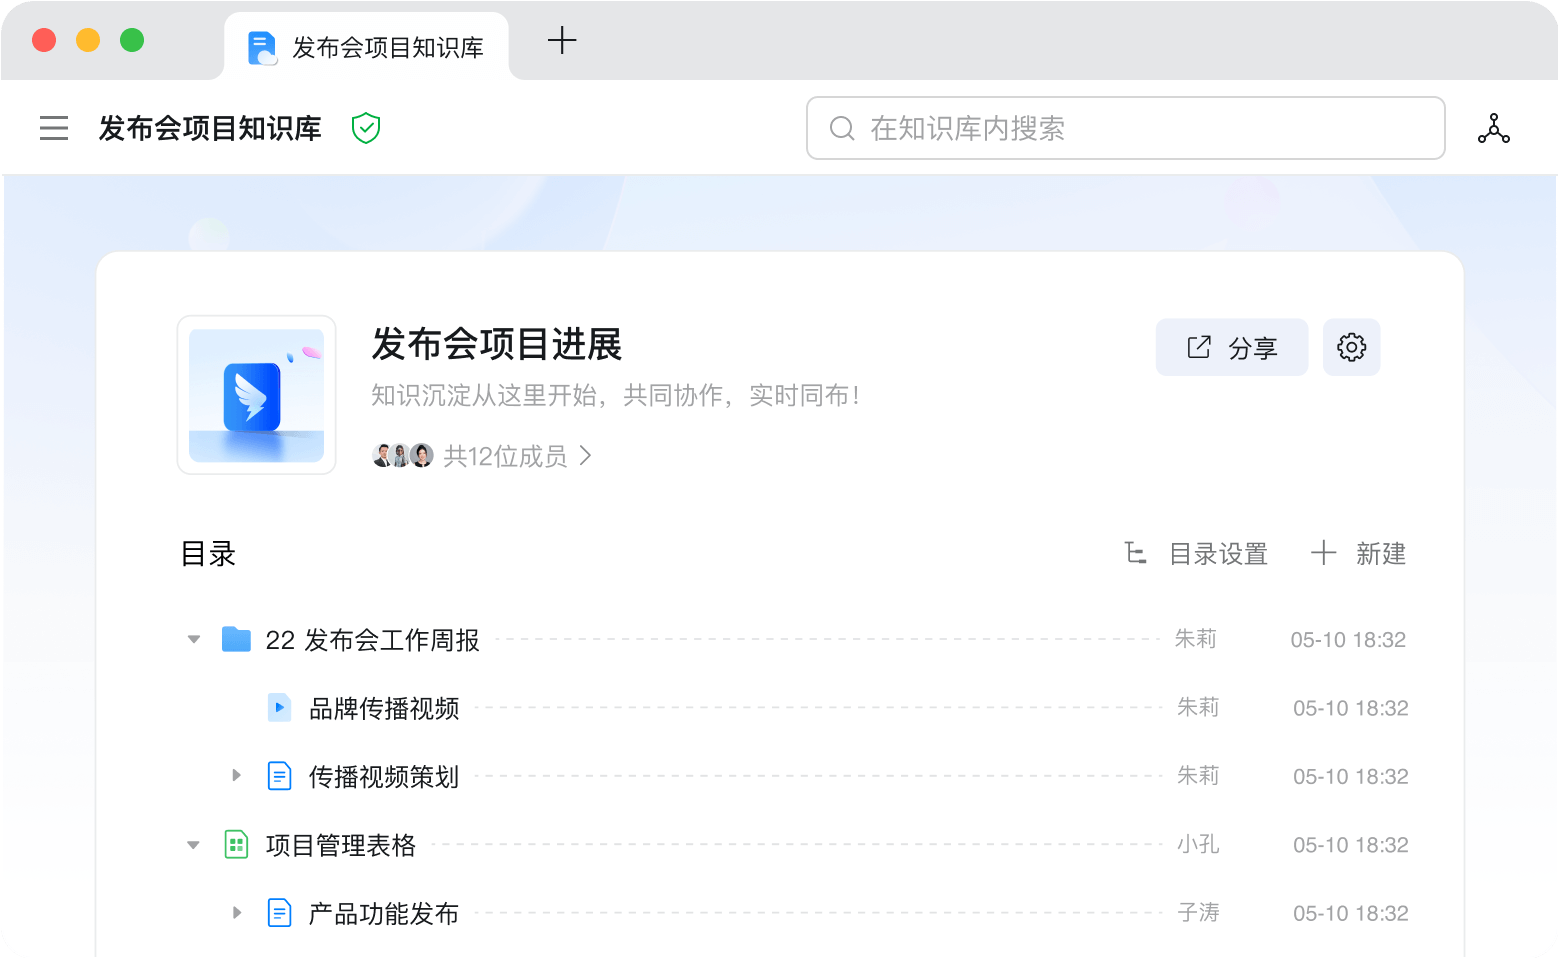 发布会项目知识库
发布会项目知识库
在知识库内搜索
发布会项目进展
分享
知识沉淀从这里开始，共同协作，实时同布！
共12位成员
目录
目录设置
新建
22 发布会工作周报 朱莉 05-10 18:32
品牌传播视频 朱莉 05-10 18:32
传播视频策划 朱莉 05-10 18:32
项目管理表格 小孔 05-10 18:32
产品功能发布 子涛 05-10 18:32